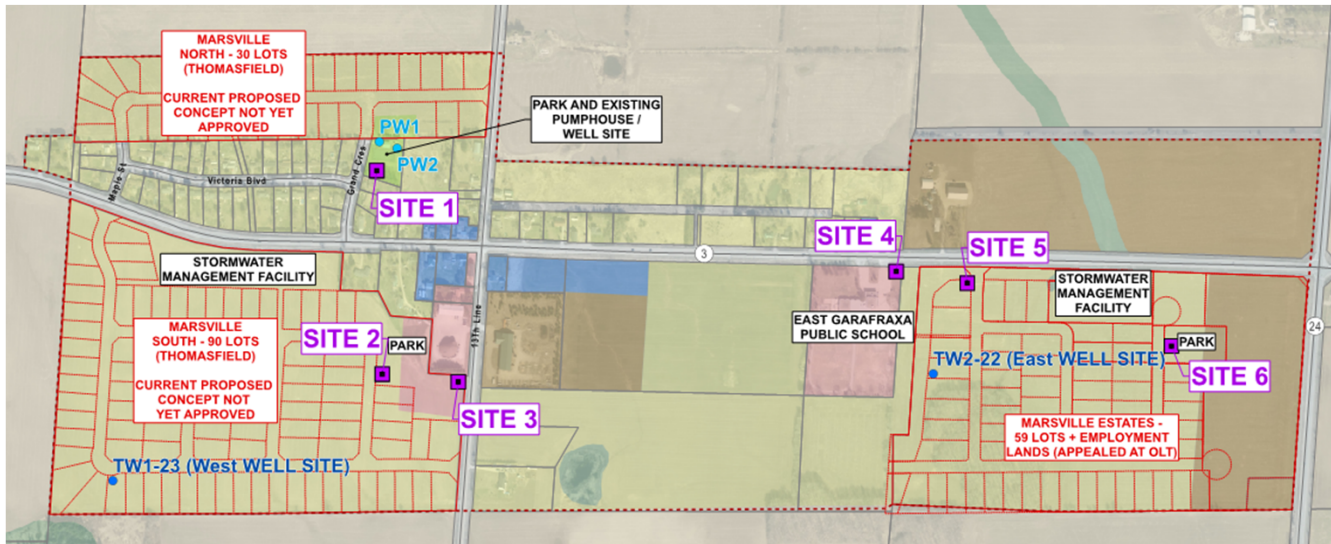 MARSVILLE
NORTH - 30 LOTS
(THOMASFIELD)
CURRENT PROPOSED
CONCEPT NOT YET
APPROVED
PARK AND EXISTING
PUMPHOUSE /
WELL SITE
PW1
PW2
Maple St
Victoria Blvd
Grand Cres
SITE 1
STORMWATER
MANAGEMENT FACILITY
3
SITE 4
SITE 5
STORMWATER
MANAGEMENT
FACILITY
24
MARSVILLE
SOUTH - 90 LOTS
(THOMASFIELD)
CURRENT PROPOSED
CONCEPT NOT
YET APPROVED
SITE 2
PARK
13th Line
SITE 3
EAST GARAFRAXA
PUBLIC SCHOOL
TW2-22 (East WELL SITE)
PARK
SITE 6
MARSVILLE ESTATES -
59 LOTS + EMPLOYMENT
LANDS (APPEALED AT OLT)
TW1-23 (West WELL SITE)